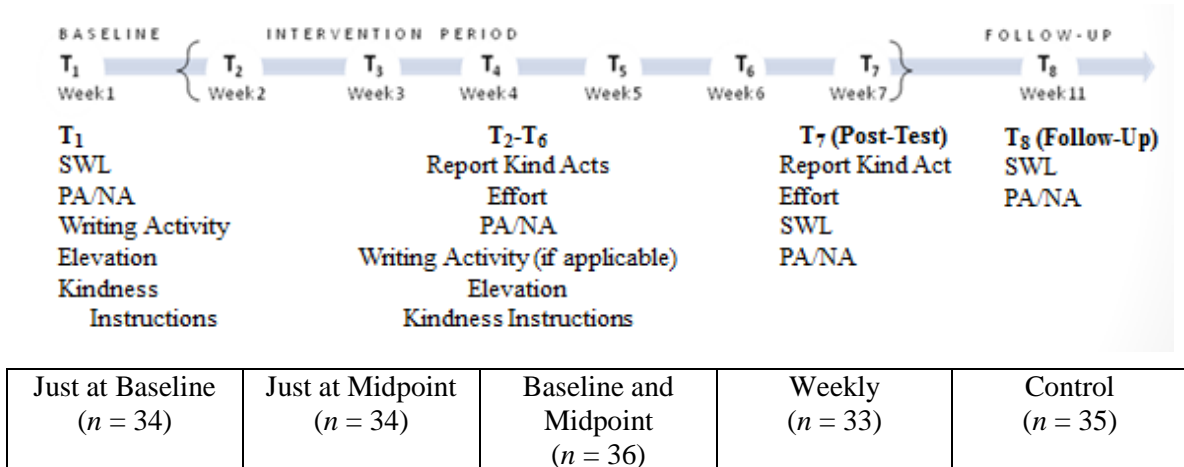 BASELINE INTERVENTION PERIOD FOLLOW-UP
T1 T2 T3 T4 T5 T6 T7 T8
Week1 Week2 Week3 Week4 Week5 Week6 Week7 Week11
T1 T2-T6 T7 (Post-Test) T8 (Follow-Up)
SWL Report Kind Acts Report Kind Act SWL
PA/NA Effort Effort PA/NA
Writing Activity PA/NA SWL
Elevation Writing Activity (if applicable) PA/NA
Kindness Elevation
Instructions Kindness Instructions
Just at Baseline Just at Midpoint Baseline and Weekly Control
(n = 34) (n = 34) Midpoint (n = 33) (n = 35)
(n = 36)